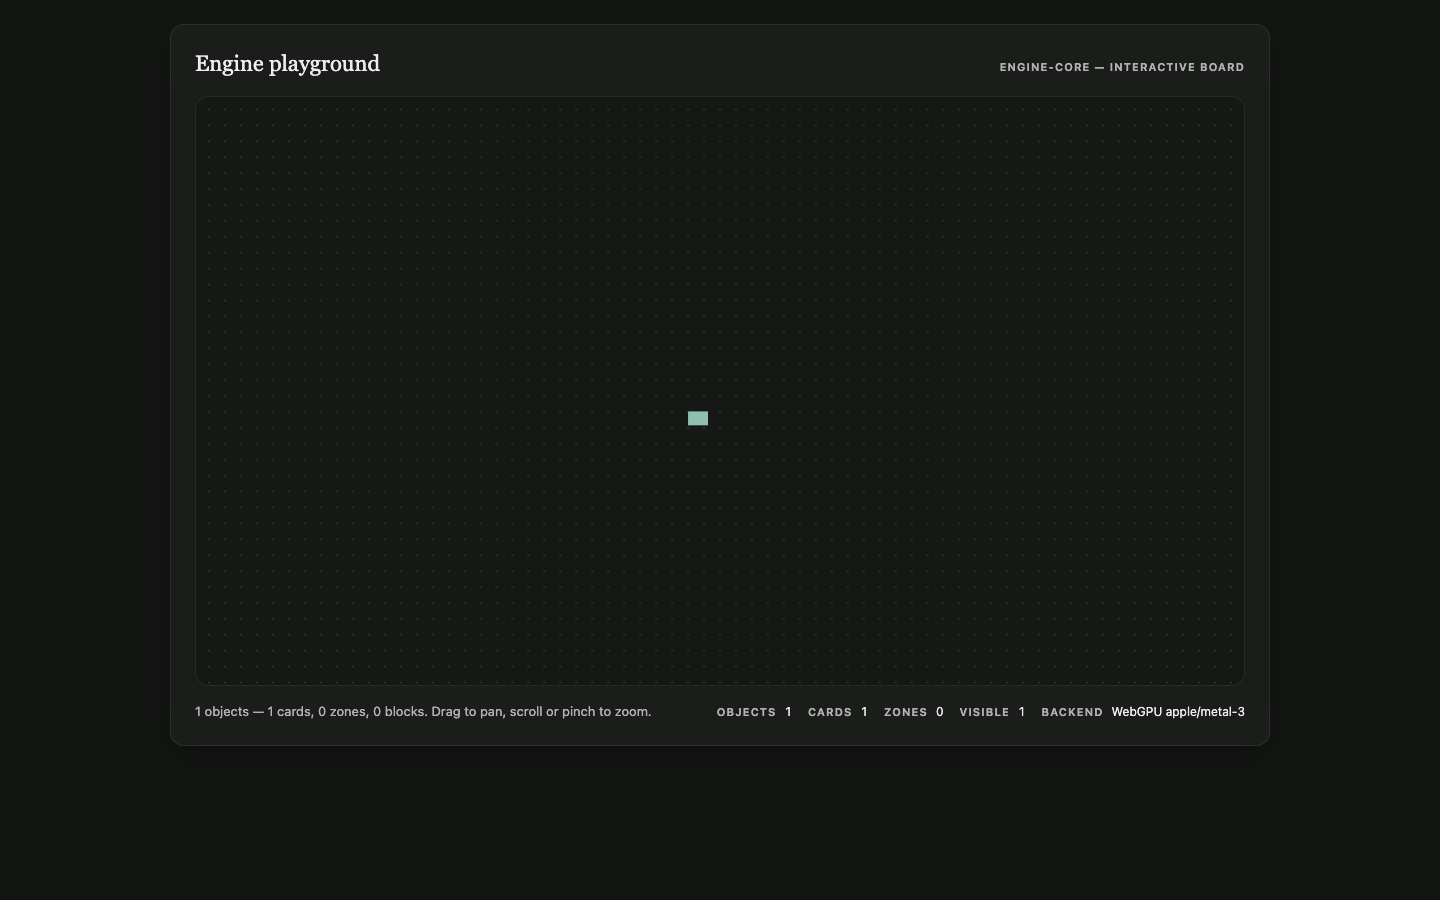 Engine playground
ENGINE-CORE — INTERACTIVE BOARD
1 objects — 1 cards, 0 zones, 0 blocks. Drag to pan, scroll or pinch to zoom.
OBJECTS 1 CARDS 1 ZONES 0 VISIBLE 1 BACKEND WebGPU apple/metal-3